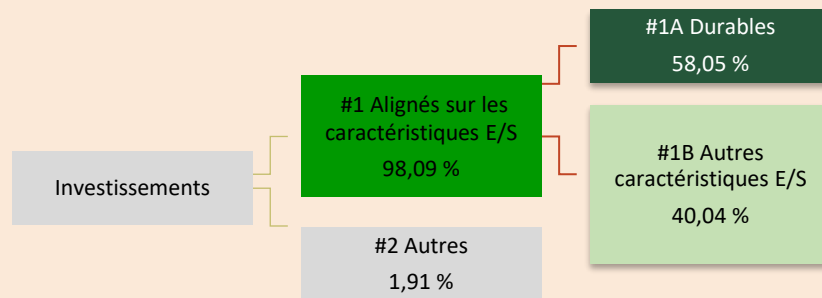 Investissements
#1 Alignés sur les
caractéristiques E/S
98,09 %
#2 Autres
1,91 %
#1A Durables
58,05 %
#1B Autres
caractéristiques E/S
40,04 %